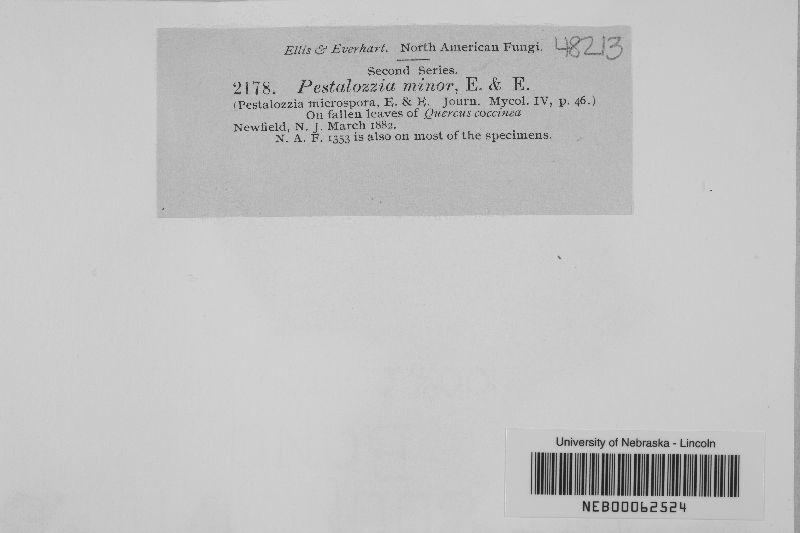 Ellis & Everhart. North American Fungi. 48213
Second Series.
2178. Pestalozzia minor, E. & E.
(Pestalozzia microspora, E. & E. Journ. Mycol. IV, p. 46.)
On fallen leaves of Quercus coccinea
Newfield, N. J. March 1882.
N. A. F. 1353 is also on most of the specimens.
University of Nebraska - Lincoln
NEB00062524